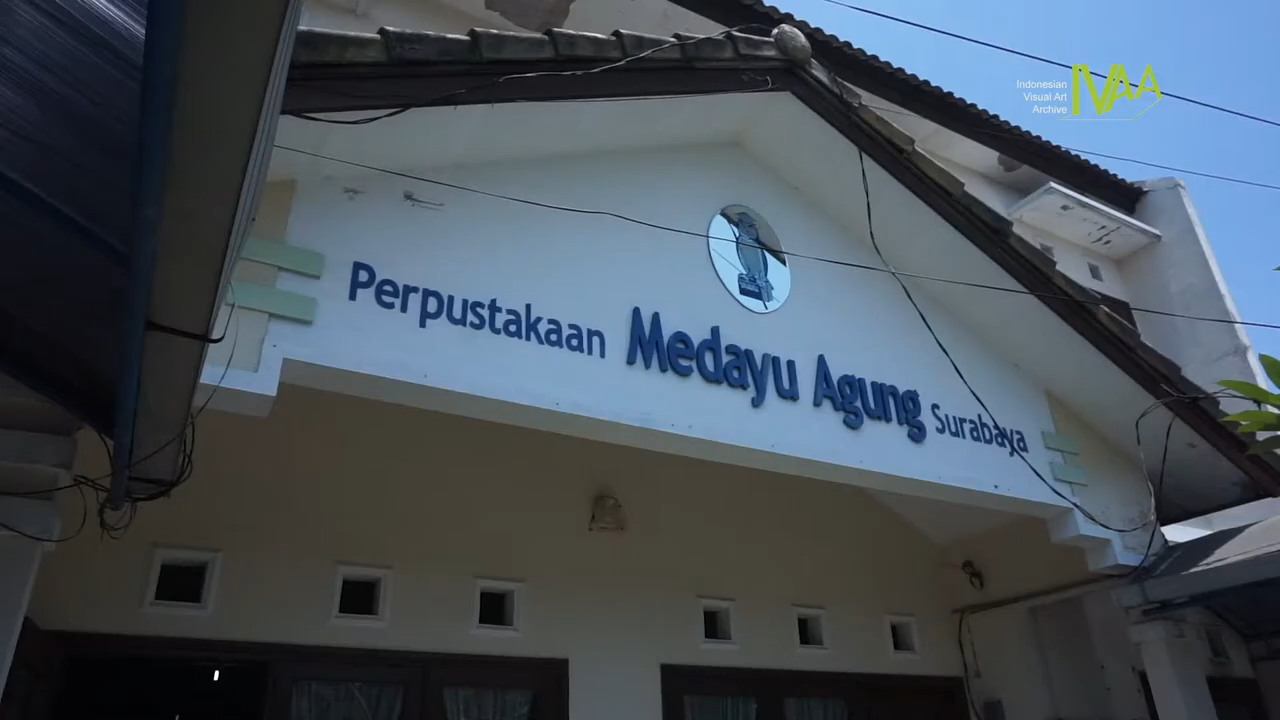 Indonesian
Visual Art
Archive
IVAA
Perpustakaan Medayu Agung Surabaya